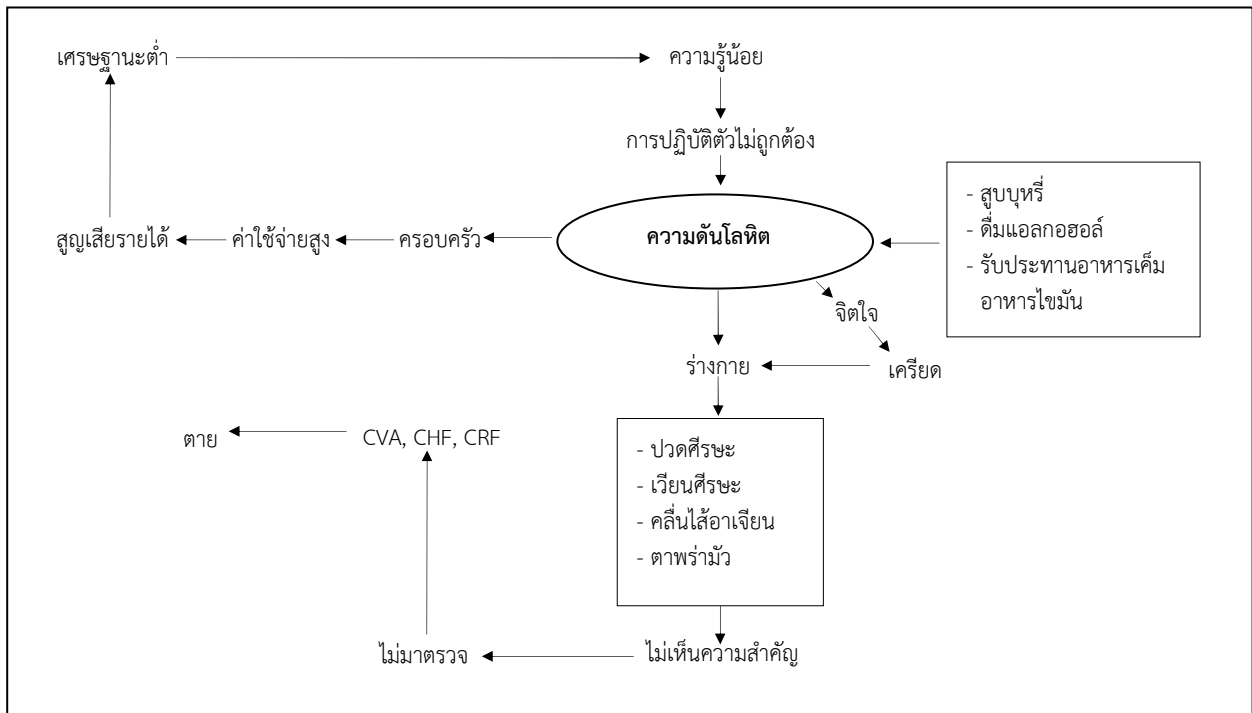 เศรษฐานะต่ำ
ความรู้น้อย
การปฏิบัติตัวไม่ถูกต้อง
- สูบบุหรี่
- ดื่มแอลกอฮอล์
- รับประทานอาหารเค็ม
อาหารไขมัน
สูญเสียรายได้
ค่าใช้จ่ายสูง
ครอบครัว
ความดันโลหิต
จิตใจ
ร่างกาย
เครียด
ตาย
CVA, CHF, CRF
- ปวดศีรษะ
- เวียนศีรษะ
- คลื่นไส้อาเจียน
- ตาพร่ามัว
ไม่มาตรวจ
ไม่เห็นความสำคัญ